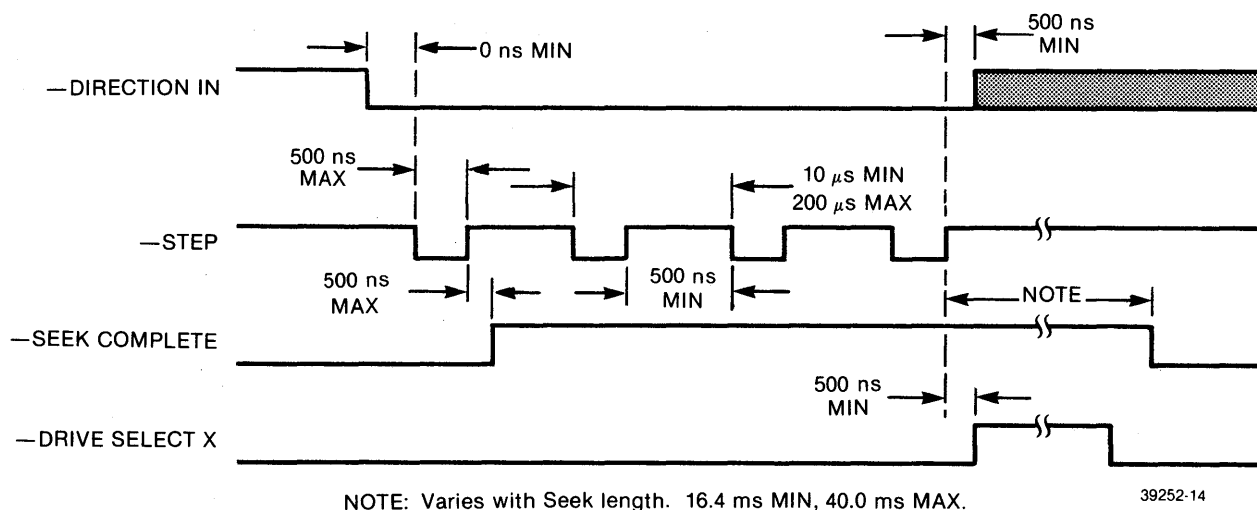 0 ns MIN
500 ns
MIN
—DIRECTION IN
500 ns
MAX
10 μs MIN
200 μs MAX
—STEP
500 ns
MAX
500 ns
MIN
NOTE
—SEEK COMPLETE
500 ns
MIN
—DRIVE SELECT X
NOTE: Varies with Seek length. 16.4 ms MIN, 40.0 ms MAX.
39252-14